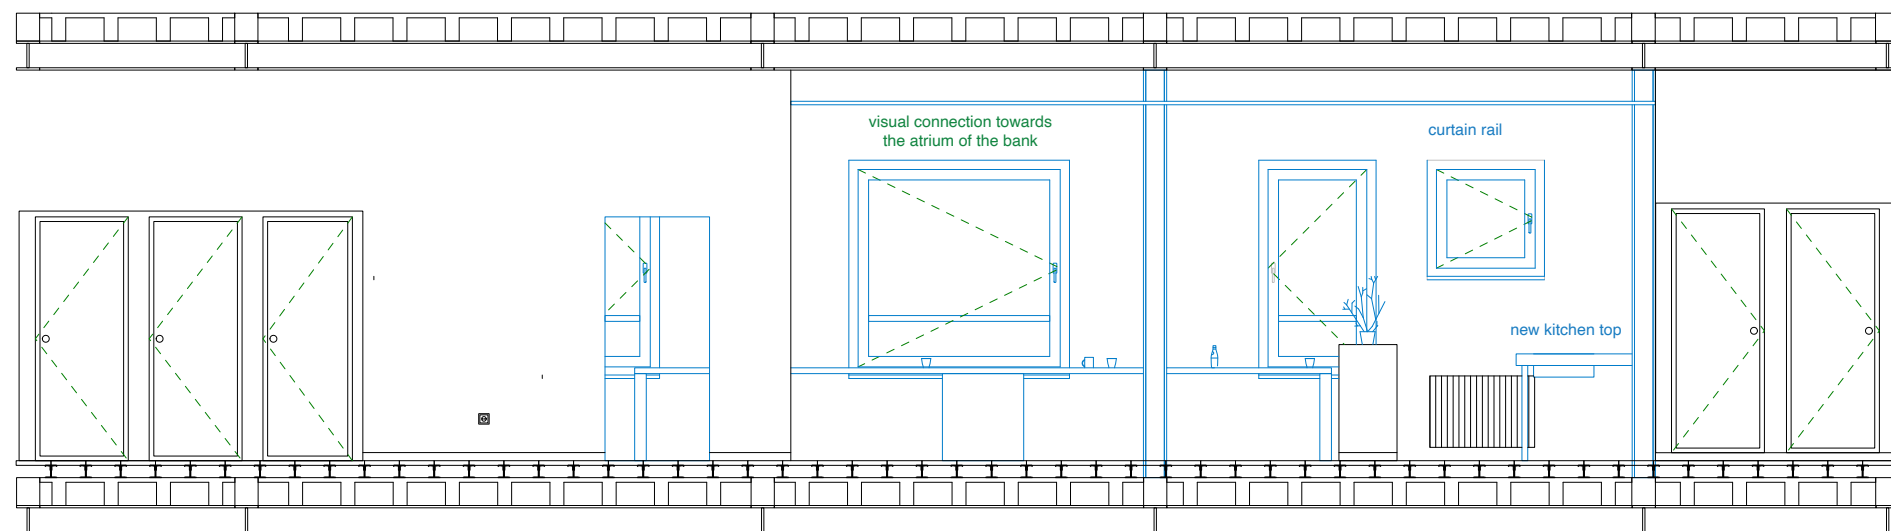 visual connection towards
the atrium of the bank
curtain rail
new kitchen top